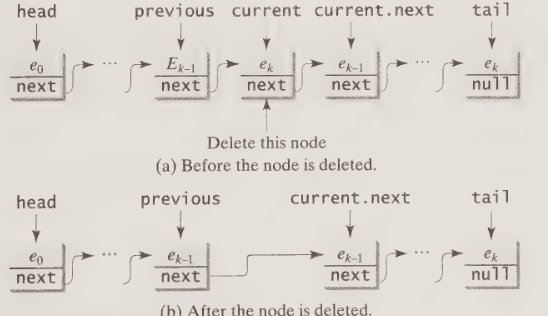 head previous current current.next tail
e0 ... Ek-1 ek ek-1 ... ek
next next next next null
Delete this node
(a) Before the node is deleted.
head previous current.next tail
e0 ... ek-1 ek-1 ... ek
next next next null
(b) After the node is deleted.